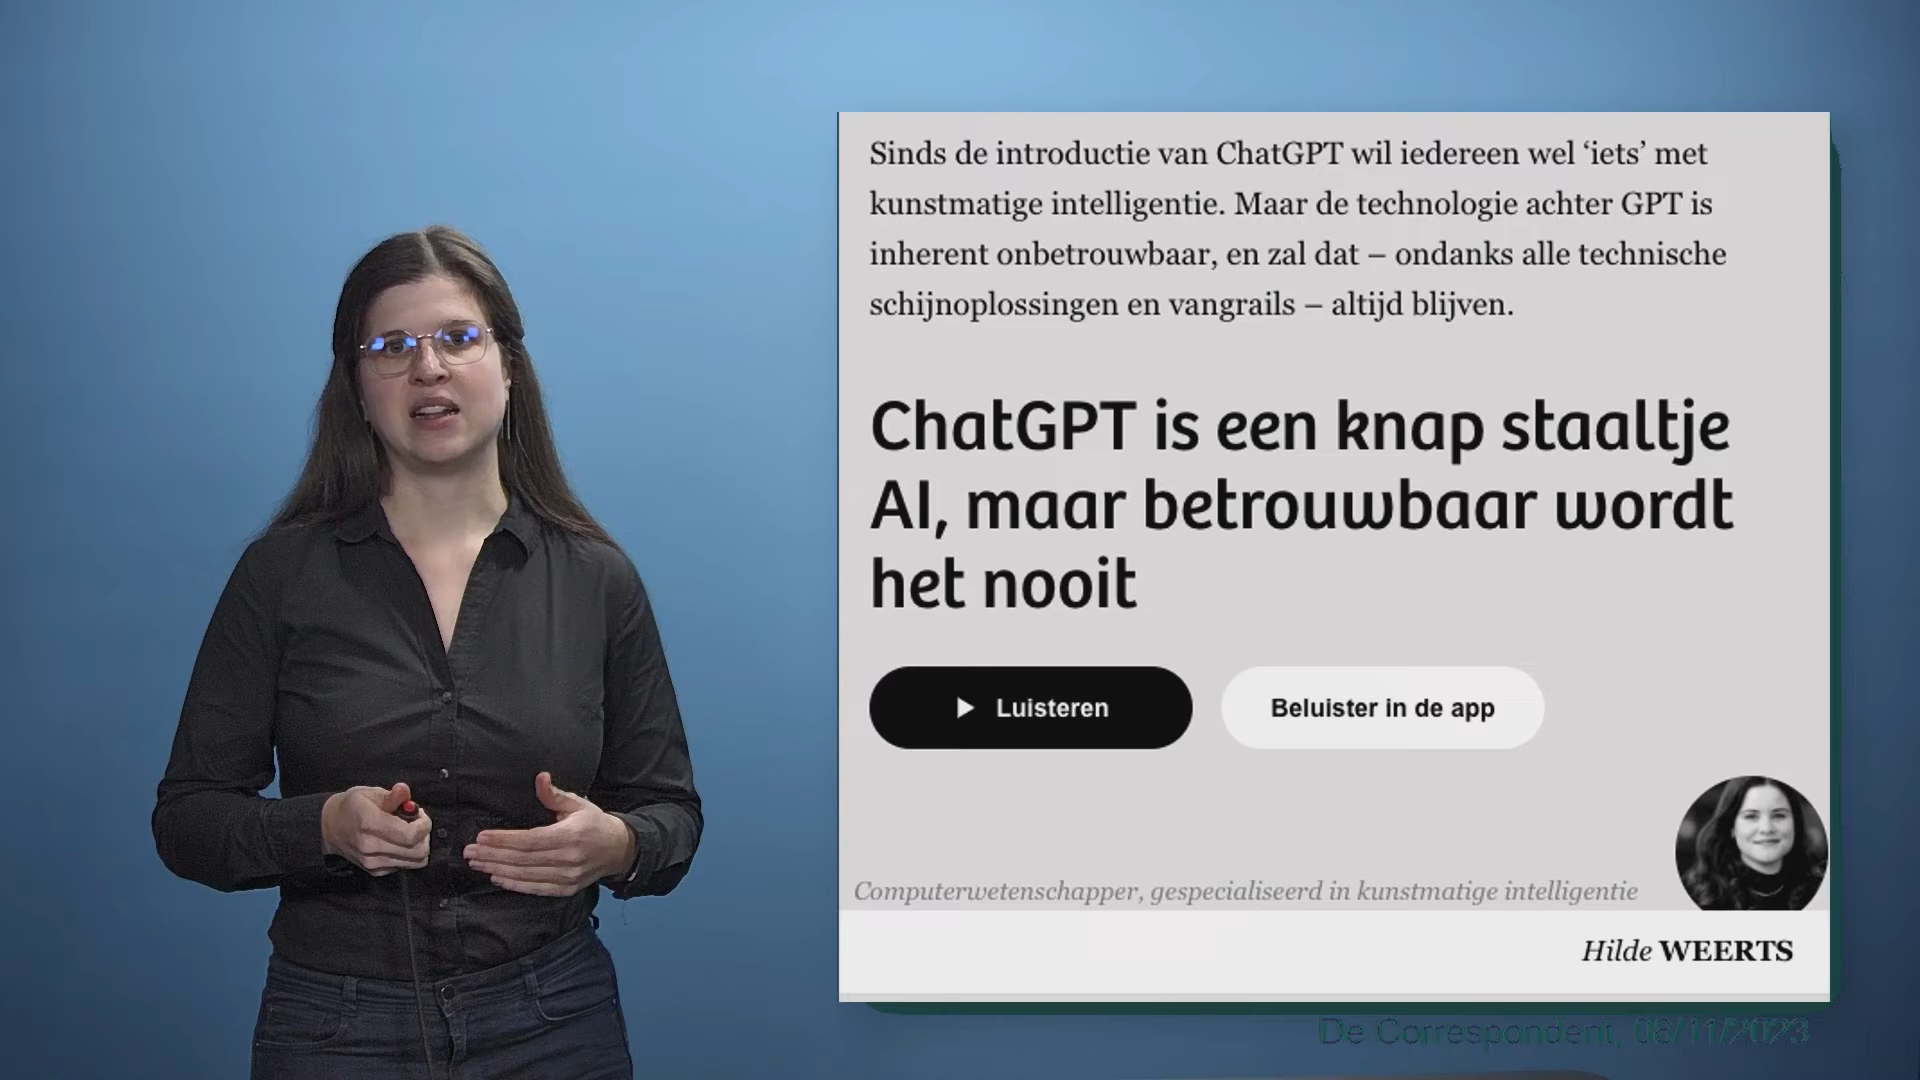 Sinds de introductie van ChatGPT wil iedereen wel ‘iets’ met
kunstmatige intelligentie. Maar de technologie achter GPT is
inherent onbetrouwbaar, en zal dat – ondanks alle technische
schijnoplossingen en vangrails – altijd blijven.
ChatGPT is een knap staaltje
AI, maar betrouwbaar wordt
het nooit
Luisteren
Beluister in de app
Computerwetenschapper, gespecialiseerd in kunstmatige intelligentie
Hilde WEERTS
De Correspondent, 06/11/2023